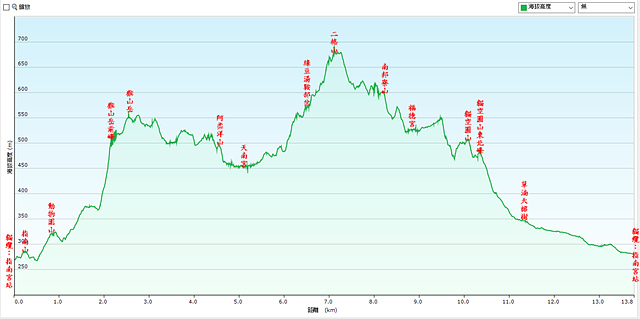 海拔高度
無
700
650
600
550
500
450
400
350
300
250
海拔高度 (m)
貓纜：指南宮站
指南山
動物園山
猴山岳前峰
猴山岳
阿柔洋山
天南宮
綠豆湯鞍部岔
二格山
南邦寮山
福德宮
貓空圓山
貓空圓山東北峰
草湳大榕樹
貓纜：指南宮站
0.0 1.0 2.0 3.0 4.0 5.0 6.0 7.0 8.0 9.0 10.0 11.0 12.0 13.0 13.8
距離 (km)